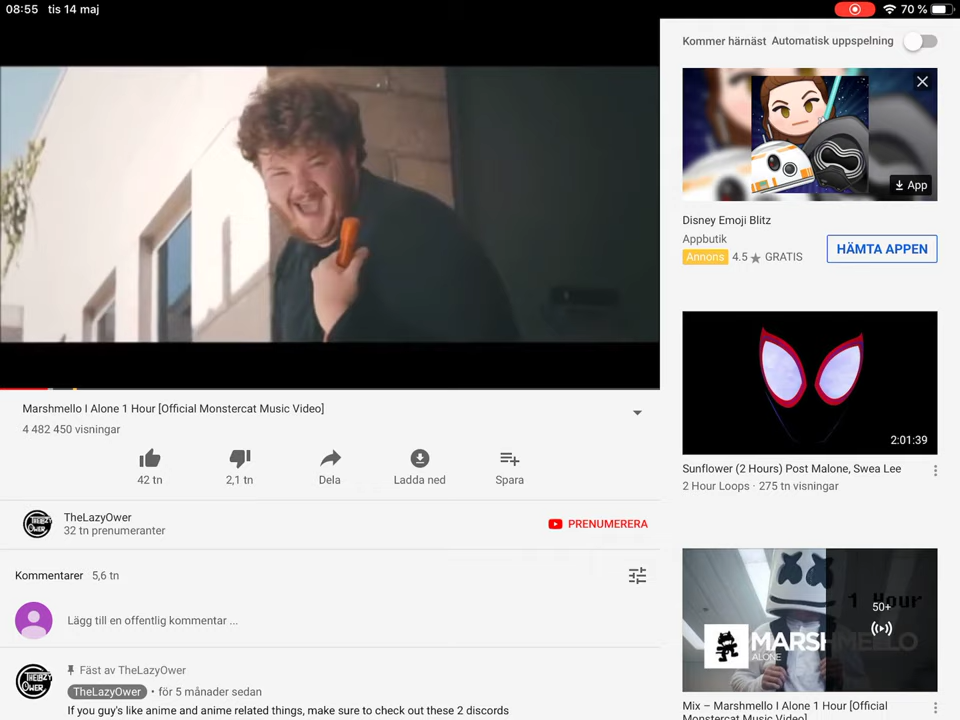 08:55 tis 14 maj
70 %
Kommer härnäst Automatisk uppspelning
App
Disney Emoji Blitz
Appbutik
HÄMTA APPEN
Annons 4.5 ★ GRATIS
2:01:39
Sunflower (2 Hours) Post Malone, Swea Lee
2 Hour Loops · 275 tn visningar
1 Hour
50+
MARSHMELLO
ALONE
Mix – Marshmello I Alone 1 Hour [Official
Monstercat Music Video]
Marshmello I Alone 1 Hour [Official Monstercat Music Video]
4 482 450 visningar
42 tn
2,1 tn
Dela
Ladda ned
Spara
THELAZY
OWER
TheLazyOwer
32 tn prenumeranter
PRENUMERERA
Kommentarer 5,6 tn
Lägg till en offentlig kommentar ...
THELAZY
OWER
Fäst av TheLazyOwer
TheLazyOwer • för 5 månader sedan
If you guy's like anime and anime related things, make sure to check out these 2 discords